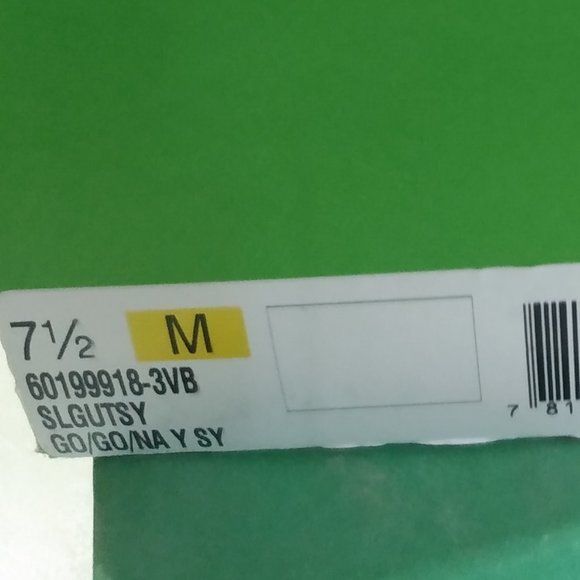 7½ M
60199918-3VB
SLGUTSY
GO/GO/NA Y SY
7 81